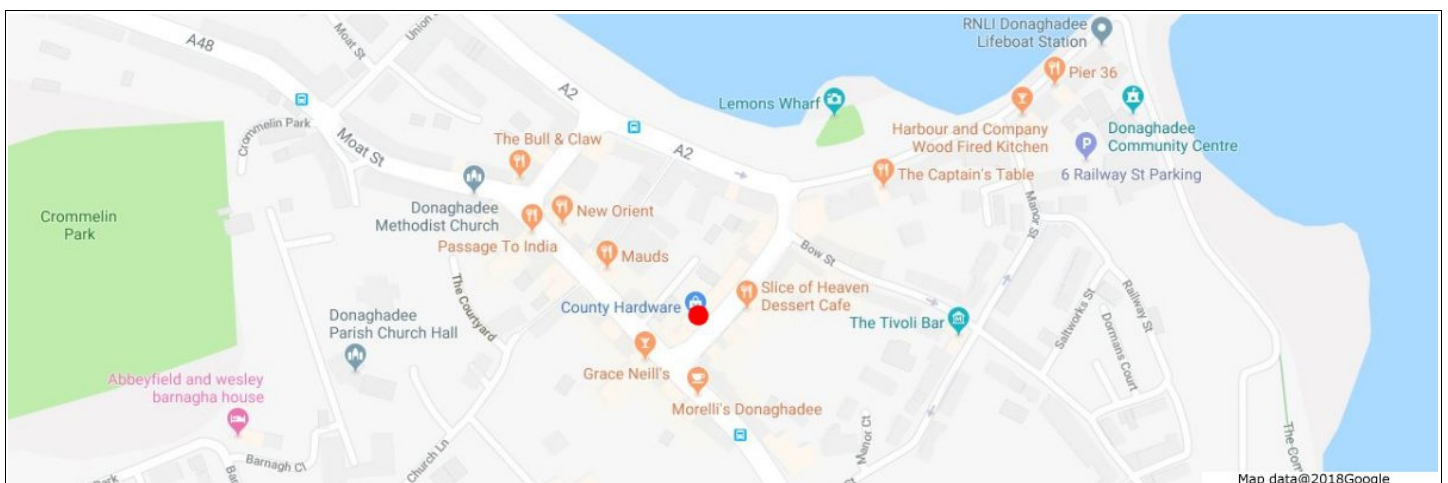 A48
Moat St
Union
A2
RNLI Donaghadee
Lifeboat Station
Pier 36
Lemons Wharf
Harbour and Company
Wood Fired Kitchen
Donaghadee
Community Centre
P
6 Railway St Parking
Crommelin Park
Moat St
The Bull & Claw
A2
The Captain's Table
Donaghadee
Methodist Church
New Orient
Passage To India
Crommelin
Park
Mauds
Manor St
Bow St
The Courtyard
Slice of Heaven
Dessert Cafe
County Hardware
The Tivoli Bar
Saltworks St
Railway St
Dormans Court
Donaghadee
Parish Church Hall
Grace Neill's
Abbeyfield and wesley
barnagha house
Morelli's Donaghadee
Manor Ct
Church Ln
Barnagh Cl
Park
The Com
Map data@2018Google